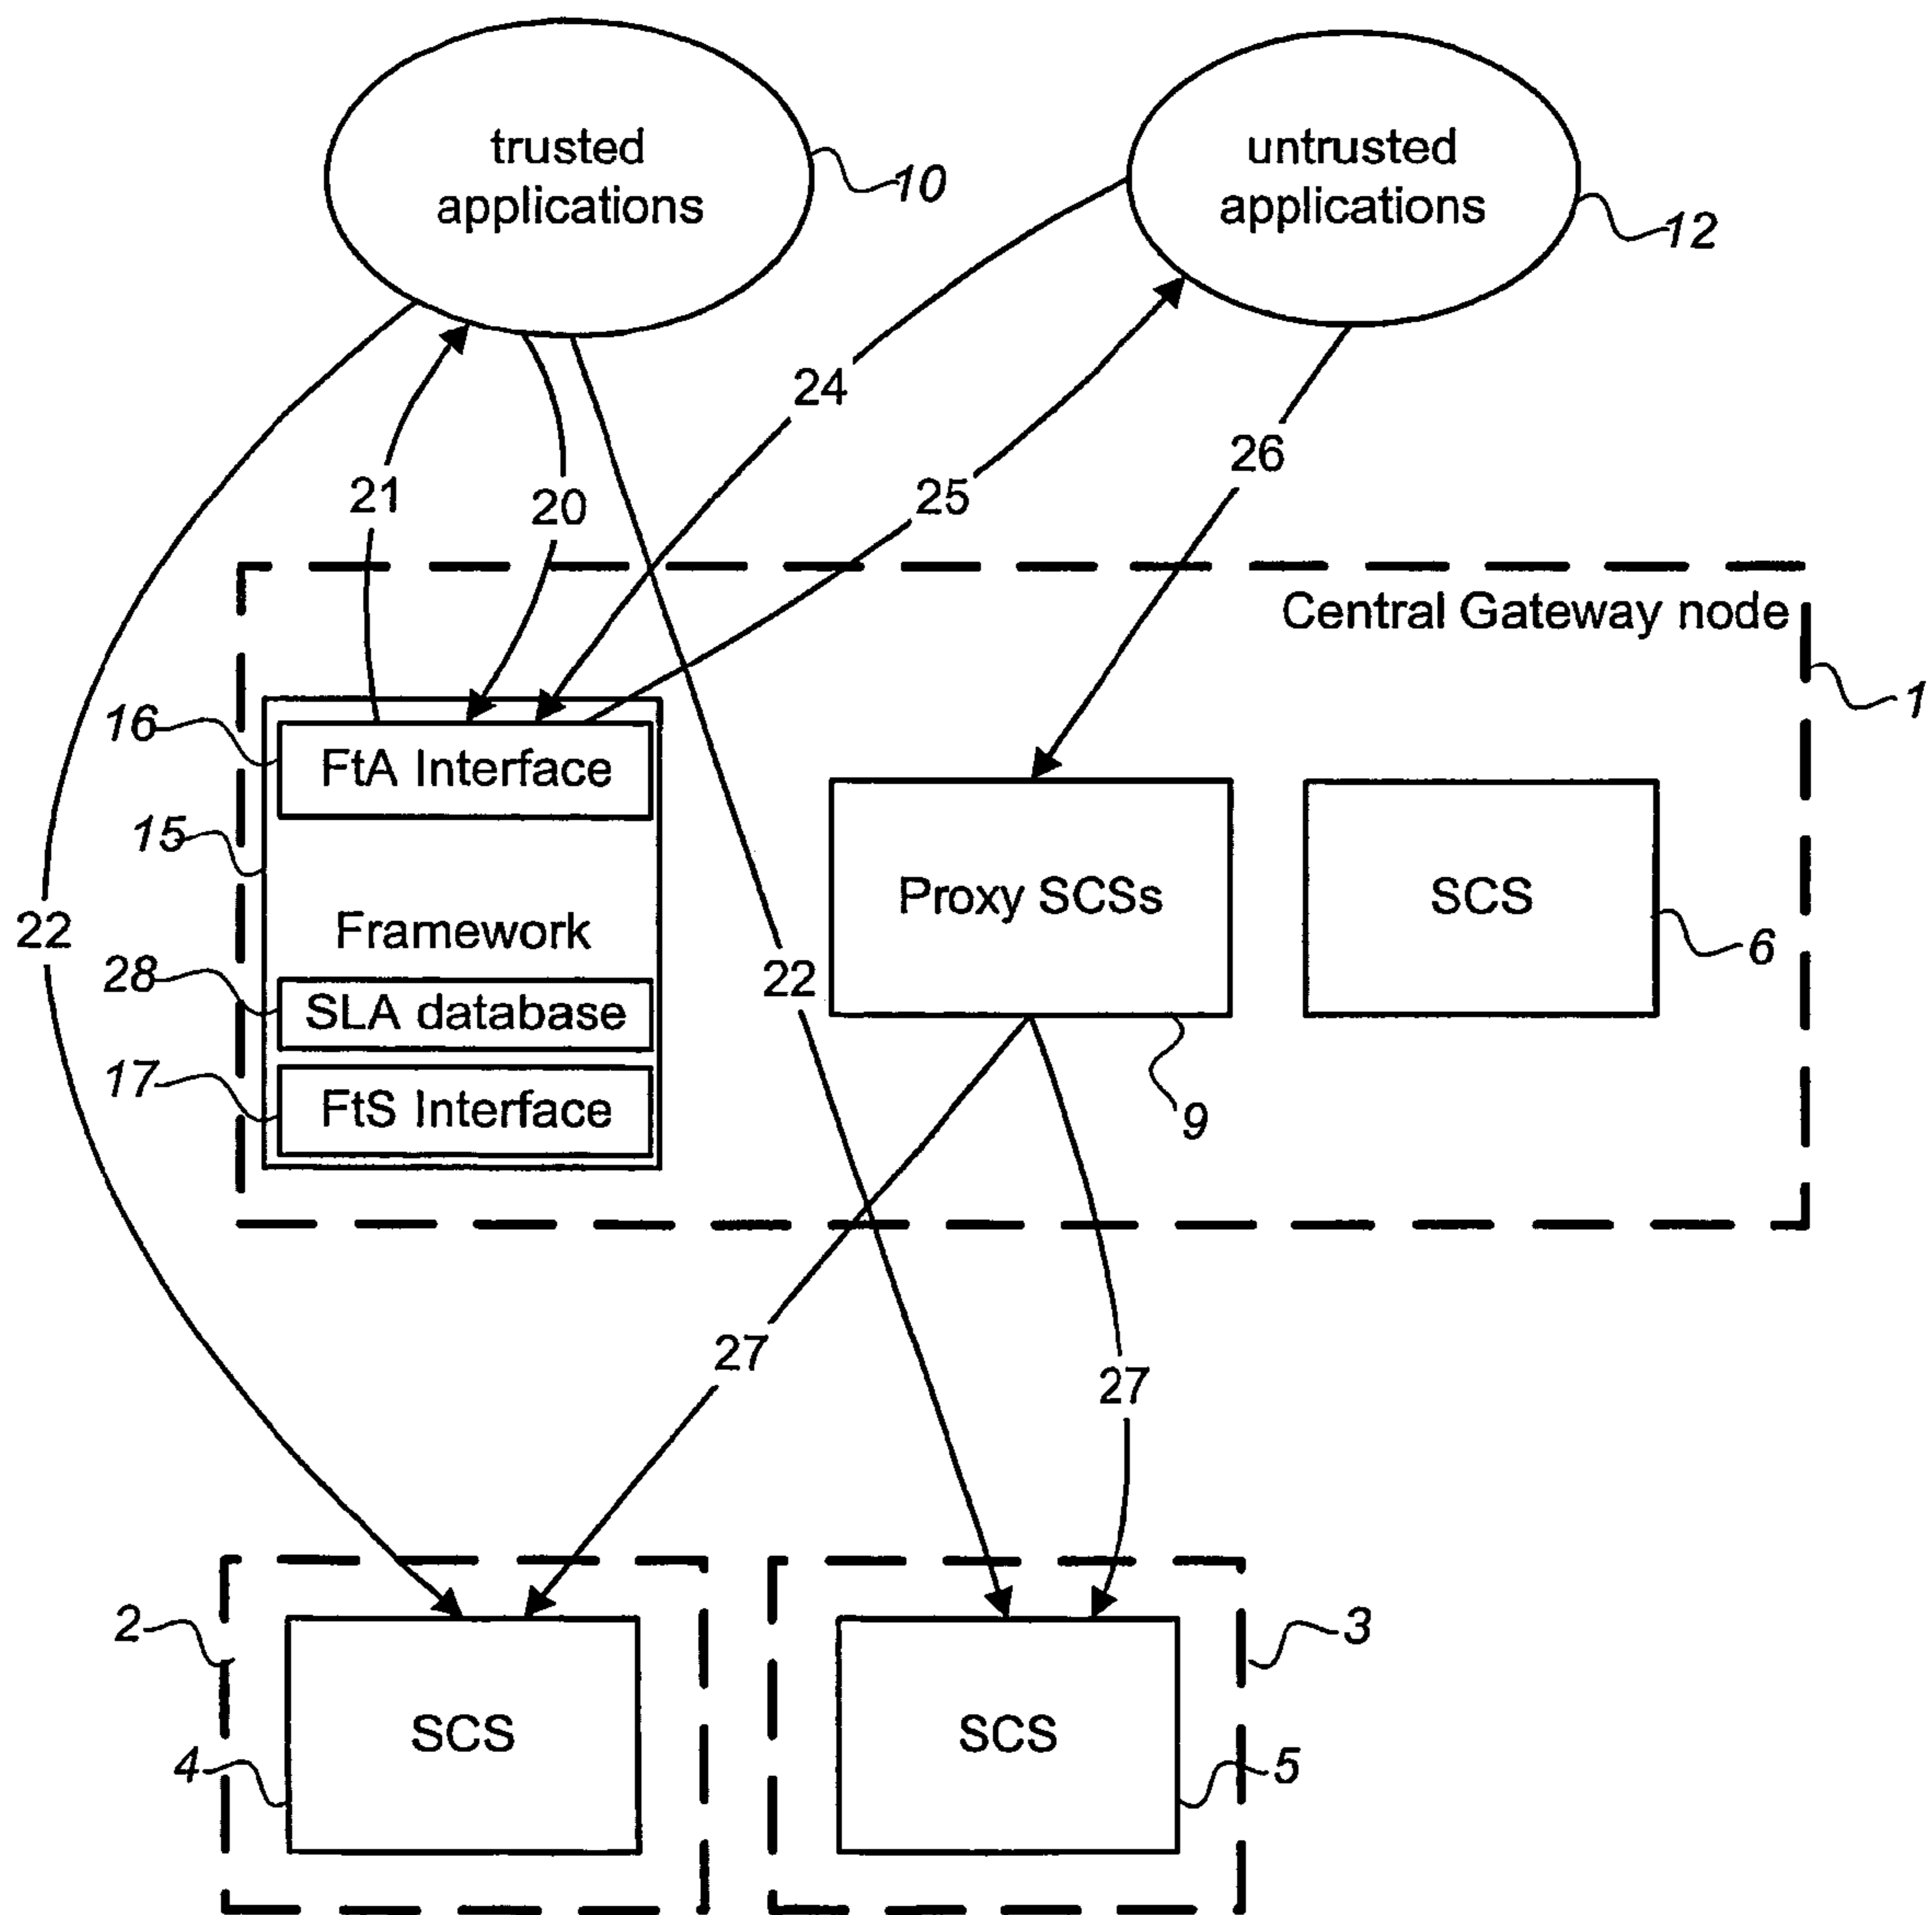 trusted
applications
10
untrusted
applications
12
24
26
21
20
25
Central Gateway node
1
16
FtA Interface
15
Proxy SCSs
SCS
22
Framework
6
28
SLA database
22
17
FtS Interface
9
27
27
2
3
SCS
SCS
4
5